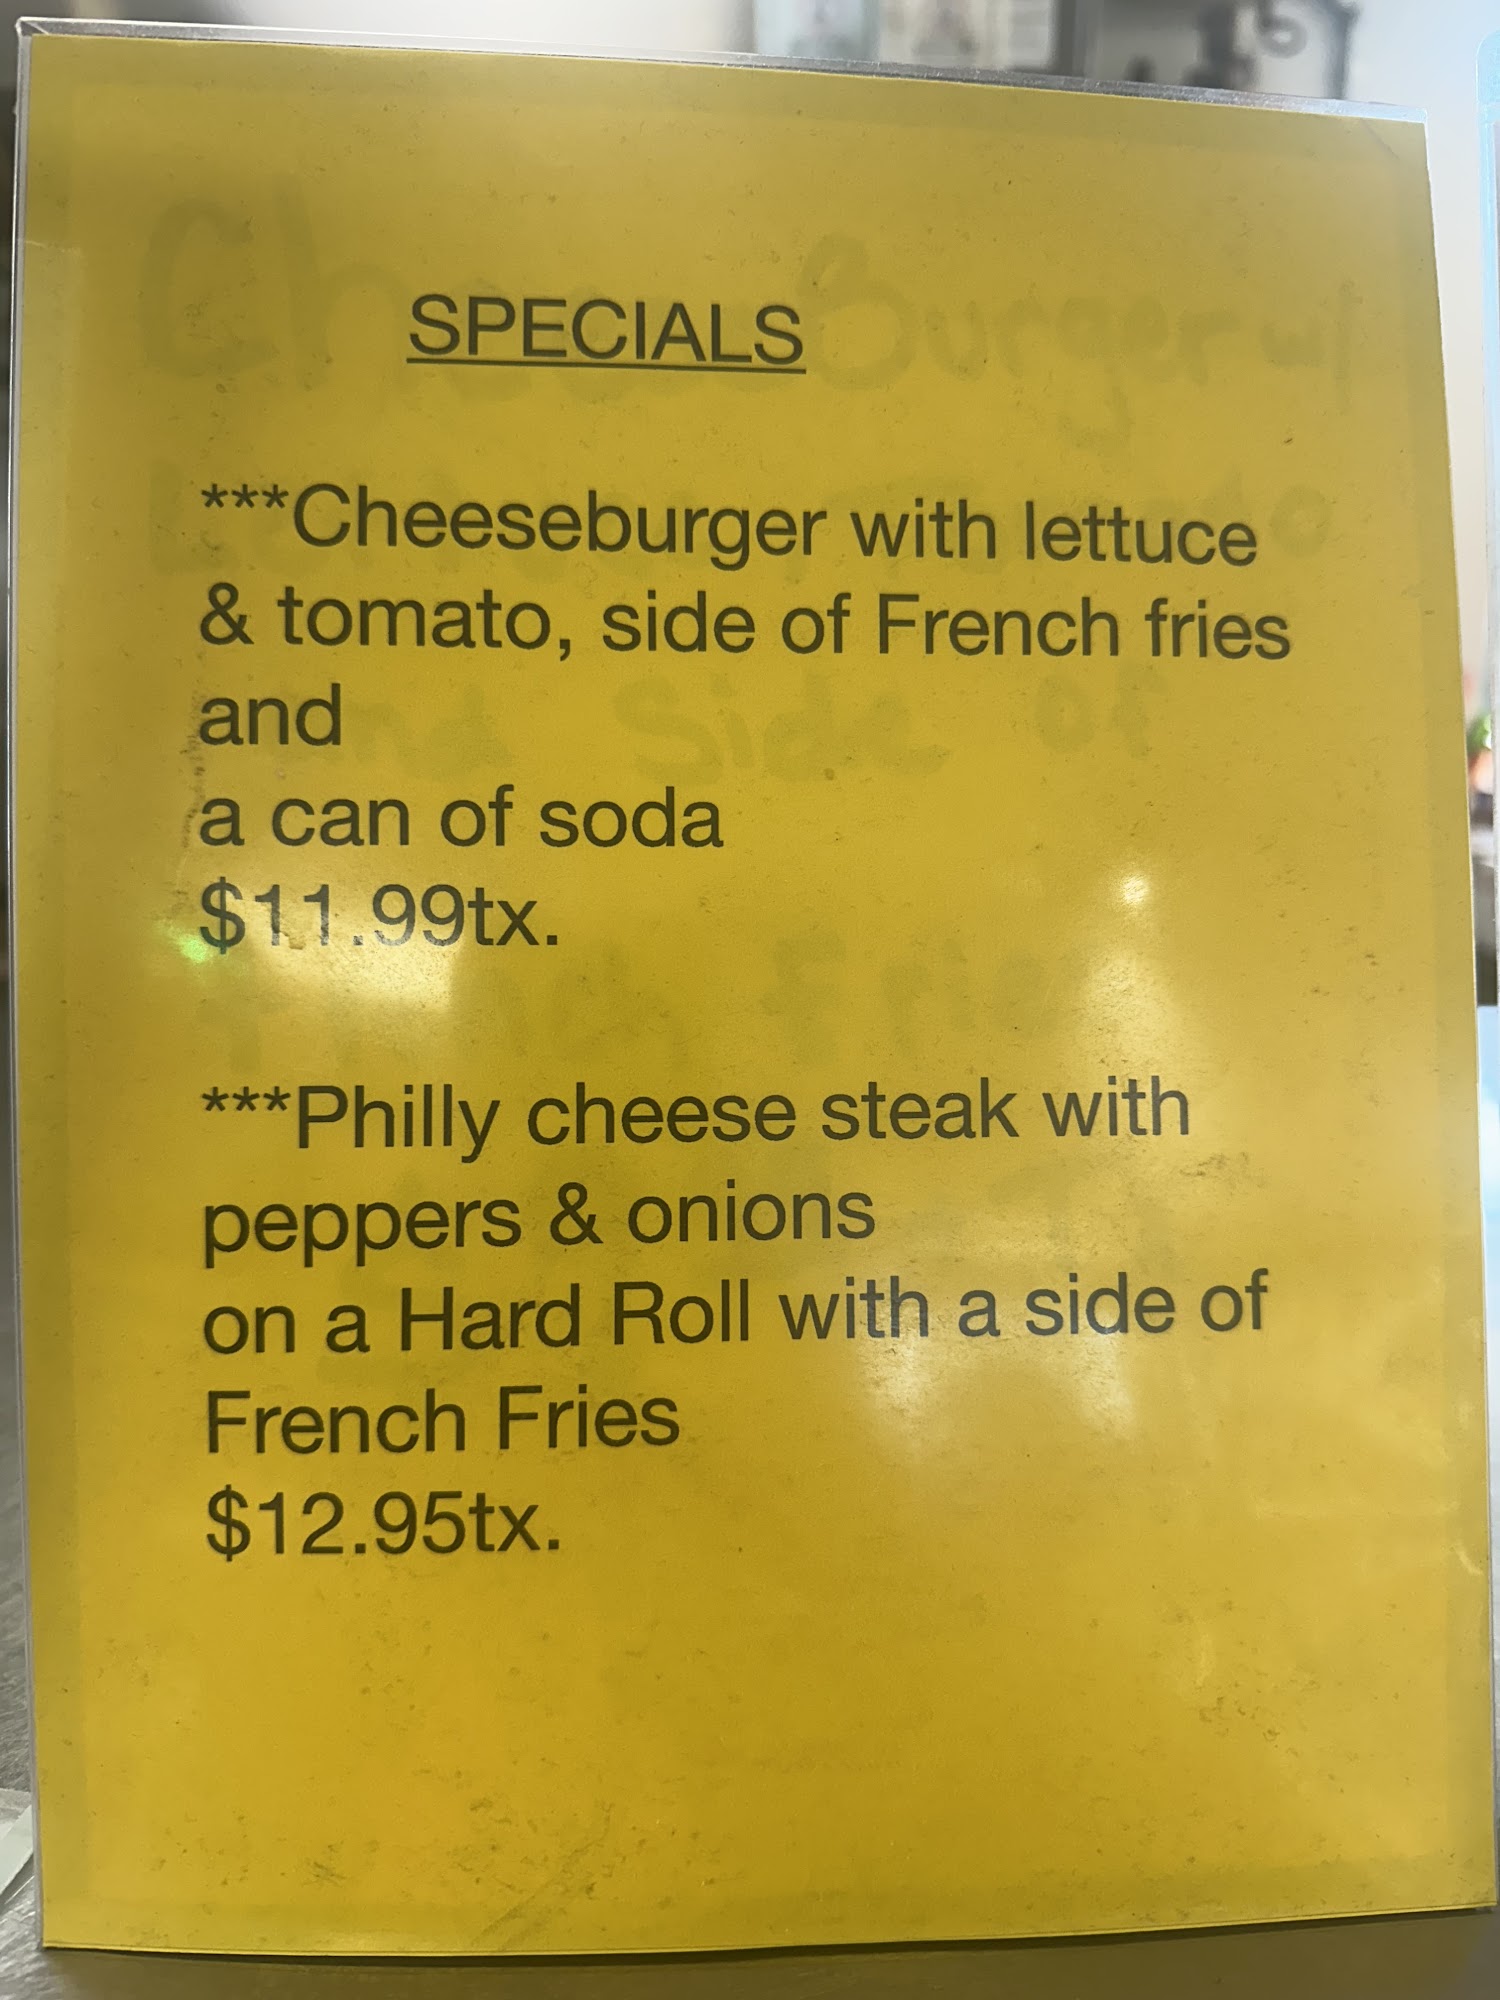 SPECIALS
***Cheeseburger with lettuce
& tomato, side of French fries
and
a can of soda
$11.99tx.
***Philly cheese steak with
peppers & onions
on a Hard Roll with a side of
French Fries
$12.95tx.